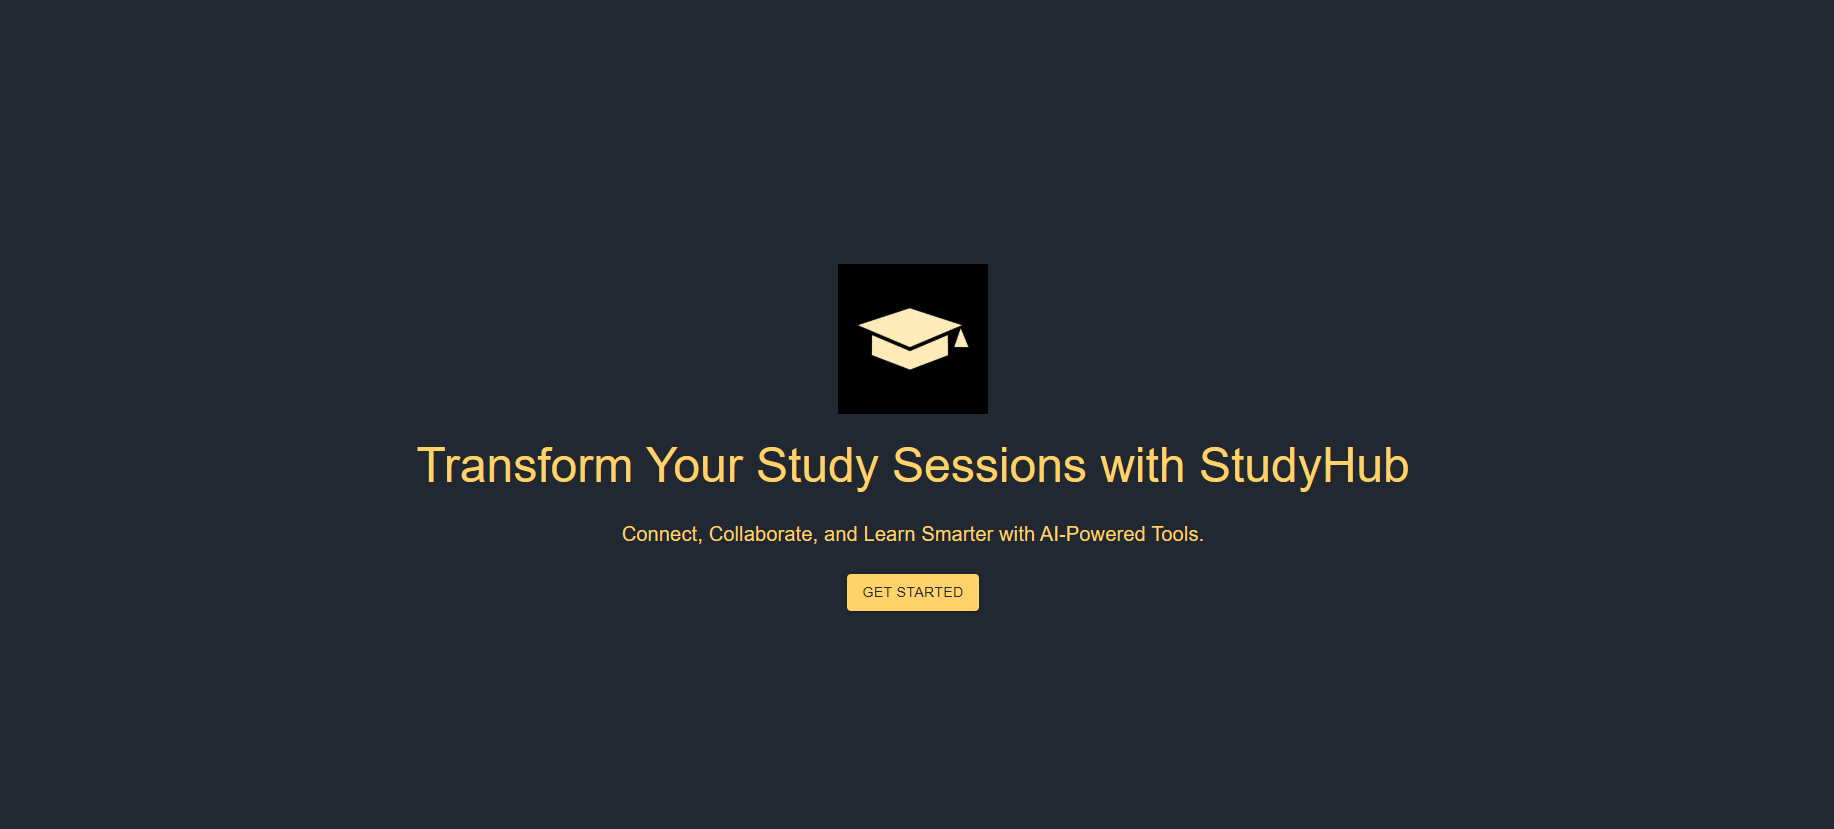 Transform Your Study Sessions with StudyHub
Connect, Collaborate, and Learn Smarter with AI-Powered Tools.
GET STARTED